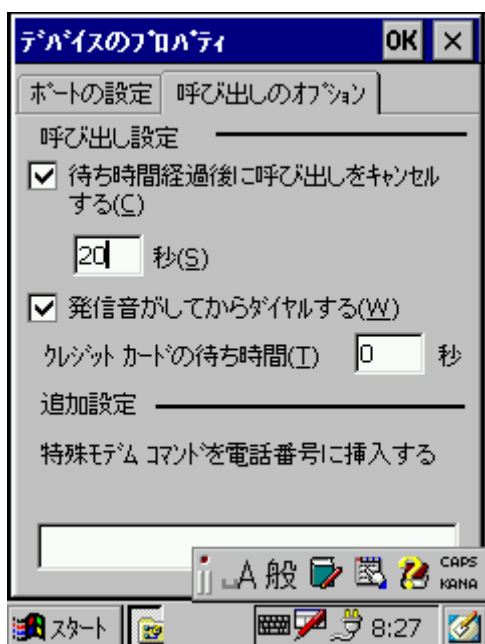 ﾃﾞﾊﾞｲｽのﾌﾟﾛﾊﾟﾃｨ OK ×
ﾎﾟｰﾄの設定 呼び出しのｵﾌﾟｼｮﾝ
呼び出し設定
待ち時間経過後に呼び出しをｷｬﾝｾﾙ
する(C)
20 秒(S)
発信音がしてからﾀﾞｲﾔﾙする(W)
ｸﾚｼﾞｯﾄ ｶｰﾄﾞの待ち時間(T) 0 秒
追加設定
特殊ﾓﾃﾞﾑ ｺﾏﾝﾄﾞを電話番号に挿入する
A 般 CAPS
KANA
ｽﾀｰﾄ 8:27